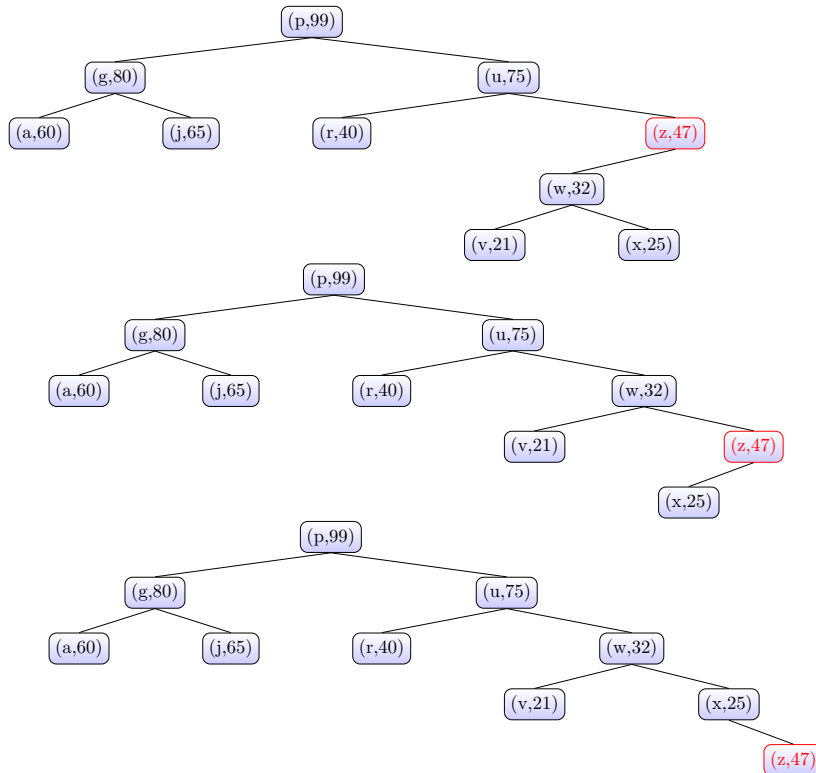 (p,99)
(g,80) (u,75)
(a,60) (j,65) (r,40) (z,47)
(w,32)
(v,21) (x,25)
(p,99)
(g,80) (u,75)
(a,60) (j,65) (r,40) (w,32)
(v,21) (z,47)
(x,25)
(p,99)
(g,80) (u,75)
(a,60) (j,65) (r,40) (w,32)
(v,21) (x,25)
(z,47)